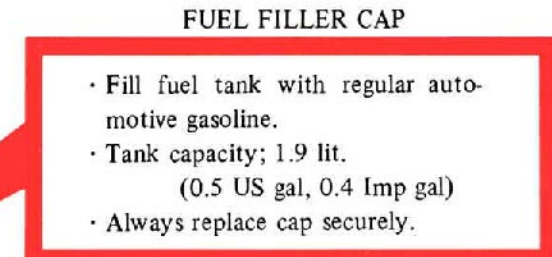 FUEL FILLER CAP
· Fill fuel tank with regular auto-
motive gasoline.
· Tank capacity; 1.9 lit.
(0.5 US gal, 0.4 Imp gal)
· Always replace cap securely.